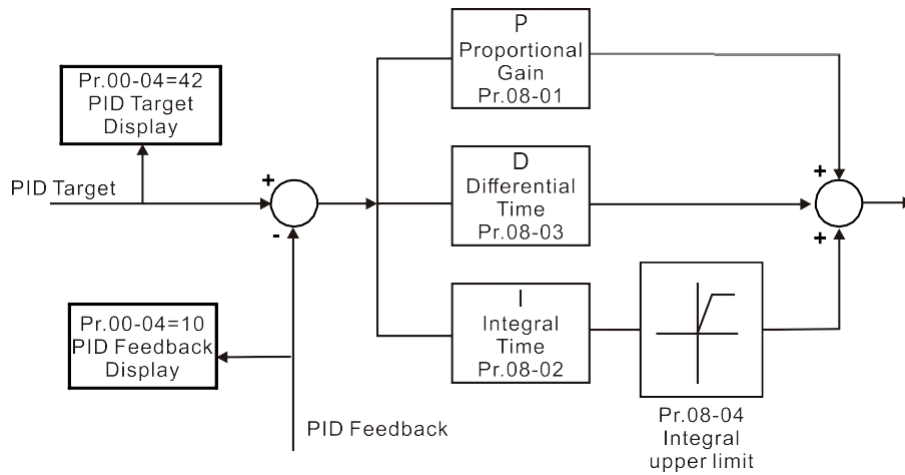 P
Proportional
Gain
Pr.08-01
Pr.00-04=42
PID Target
Display
PID Target
+
-
D
Differential
Time
Pr.08-03
+
+
Pr.00-04=10
PID Feedback
Display
I
Integral
Time
Pr.08-02
PID Feedback
Pr.08-04
Integral
upper limit